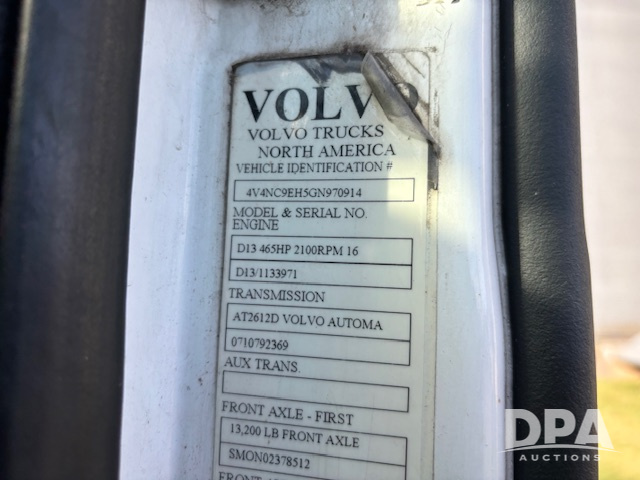 VOLVO
VOLVO TRUCKS
NORTH AMERICA
VEHICLE IDENTIFICATION #
4V4NC9EH5GN970914
MODEL & SERIAL NO.
ENGINE
D13 465HP 2100RPM 16
D13/1133971
TRANSMISSION
AT2612D VOLVO AUTOMA
0710792369
AUX TRANS.
FRONT AXLE - FIRST
13,200 LB FRONT AXLE
SMON02378512
DPA
AUCTIONS